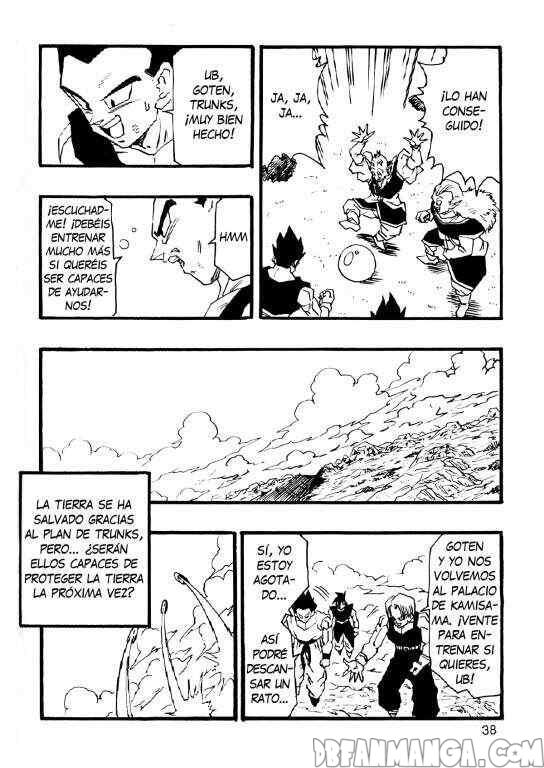 UB,
GOTEN,
TRUNKS,
¡MUY BIEN
HECHO!
JA, JA,
JA...
¡LO HAN
CONSE-
GUIDO!
¡ESCUCHAD-
ME! ¡DEBÉIS
ENTRENAR
MUCHO MÁS
SI QUERÉIS
SER CAPACES
DE AYUDAR-
NOS!
HMM
LA TIERRA SE HA
SALVADO GRACIAS
AL PLAN DE TRUNKS,
PERO... ¿SERÁN
ELLOS CAPACES DE
PROTEGER LA TIERRA
LA PRÓXIMA VEZ?
SÍ, YO
ESTOY
AGOTA-
DO...
ASÍ
PODRÉ
DESCAN-
SAR UN
RATO...
GOTEN
Y YO NOS
VOLVEMOS
AL PALACIO
DE KAMISA-
MA. ¡VENTE
PARA EN-
TRENAR SI
QUIERES,
UB!
38
DBFANMANGA.COM